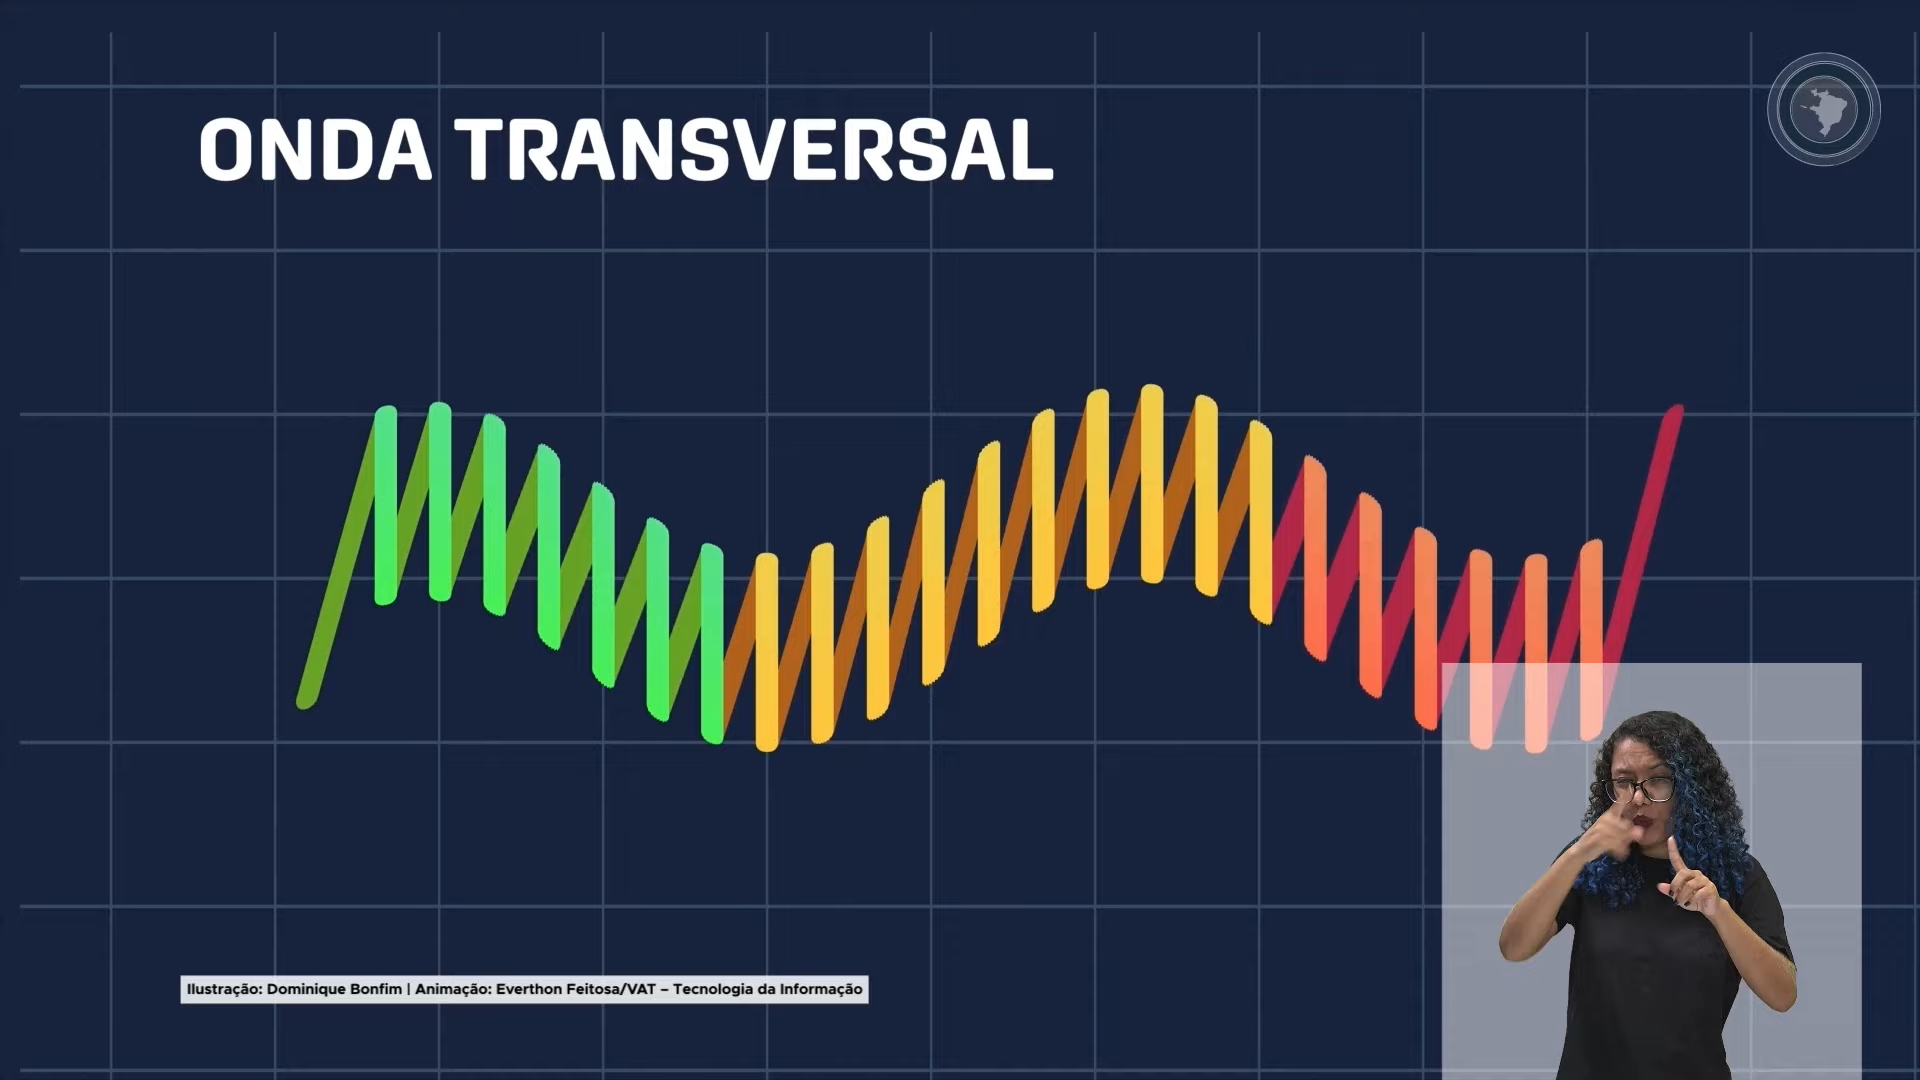 ONDA TRANSVERSAL
Ilustração: Dominique Bonfim | Animação: Everthon Feitosa/VAT – Tecnologia da Informação